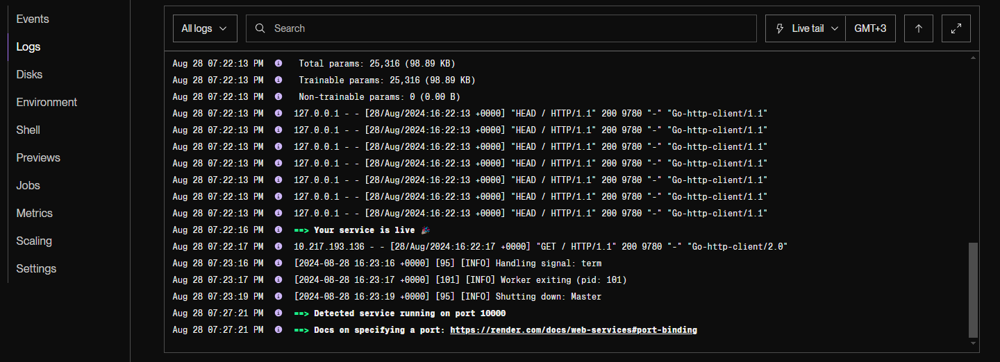 Events
Logs
Disks
Environment
Shell
Previews
Jobs
Metrics
Scaling
Settings
All logs
Search
Live tail
GMT+3
Aug 28 07:22:13 PM Total params: 25,316 (98.89 KB)
Aug 28 07:22:13 PM Trainable params: 25,316 (98.89 KB)
Aug 28 07:22:13 PM Non-trainable params: 0 (0.00 B)
Aug 28 07:22:13 PM 127.0.0.1 - - [28/Aug/2024:16:22:13 +0000] "HEAD / HTTP/1.1" 200 9780 "-" "Go-http-client/1.1"
Aug 28 07:22:13 PM 127.0.0.1 - - [28/Aug/2024:16:22:13 +0000] "HEAD / HTTP/1.1" 200 9780 "-" "Go-http-client/1.1"
Aug 28 07:22:13 PM 127.0.0.1 - - [28/Aug/2024:16:22:13 +0000] "HEAD / HTTP/1.1" 200 9780 "-" "Go-http-client/1.1"
Aug 28 07:22:13 PM 127.0.0.1 - - [28/Aug/2024:16:22:13 +0000] "HEAD / HTTP/1.1" 200 9780 "-" "Go-http-client/1.1"
Aug 28 07:22:13 PM 127.0.0.1 - - [28/Aug/2024:16:22:13 +0000] "HEAD / HTTP/1.1" 200 9780 "-" "Go-http-client/1.1"
Aug 28 07:22:13 PM 127.0.0.1 - - [28/Aug/2024:16:22:13 +0000] "HEAD / HTTP/1.1" 200 9780 "-" "Go-http-client/1.1"
Aug 28 07:22:13 PM 127.0.0.1 - - [28/Aug/2024:16:22:13 +0000] "HEAD / HTTP/1.1" 200 9780 "-" "Go-http-client/1.1"
Aug 28 07:22:16 PM ==> Your service is live 🎉
Aug 28 07:22:17 PM 10.217.193.136 - - [28/Aug/2024:16:22:17 +0000] "GET / HTTP/1.1" 200 9780 "-" "Go-http-client/2.0"
Aug 28 07:23:16 PM [2024-08-28 16:23:16 +0000] [95] [INFO] Handling signal: term
Aug 28 07:23:17 PM [2024-08-28 16:23:17 +0000] [101] [INFO] Worker exiting (pid: 101)
Aug 28 07:23:19 PM [2024-08-28 16:23:19 +0000] [95] [INFO] Shutting down: Master
Aug 28 07:27:21 PM ==> Detected service running on port 10000
Aug 28 07:27:21 PM ==> Docs on specifying a port: https://render.com/docs/web-services#port-binding